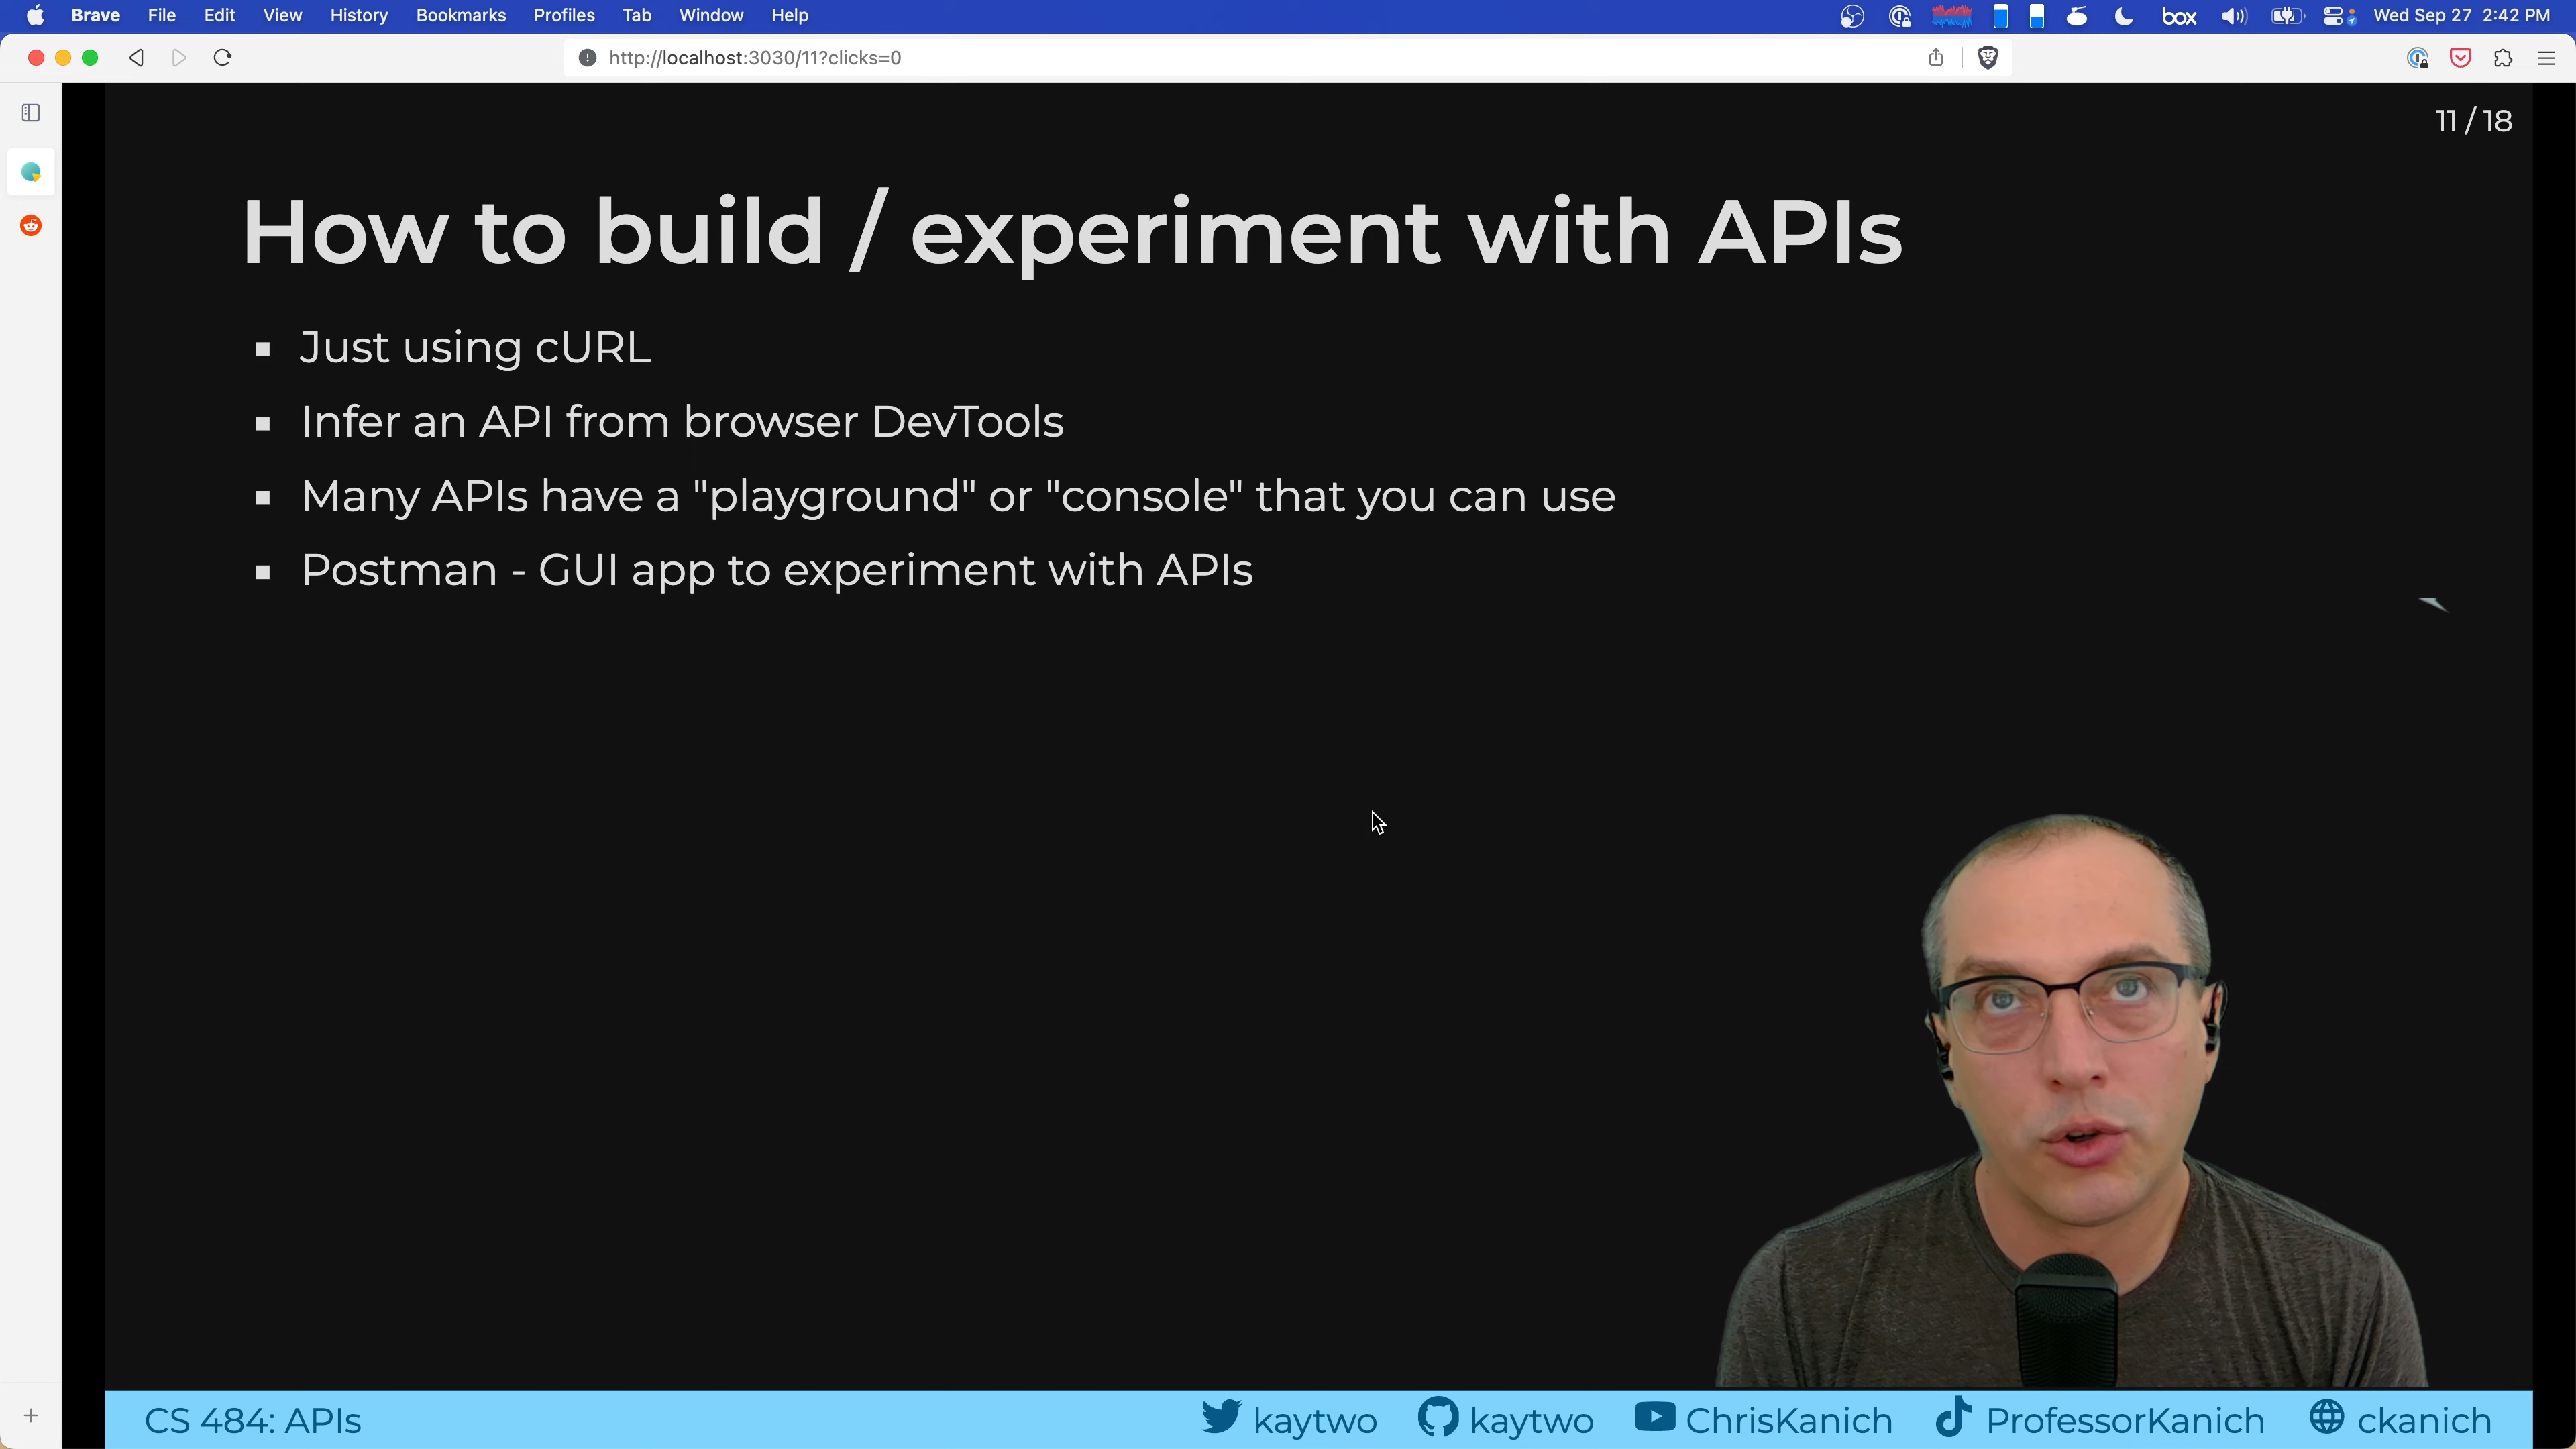 Brave File Edit View History Bookmarks Profiles Tab Window Help box Wed Sep 27 2:42 PM
http://localhost:3030/11?clicks=0
11 / 18
How to build / experiment with APIs
Just using cURL
Infer an API from browser DevTools
Many APIs have a "playground" or "console" that you can use
Postman - GUI app to experiment with APIs
CS 484: APIs kaytwo kaytwo ChrisKanich ProfessorKanich ckanich